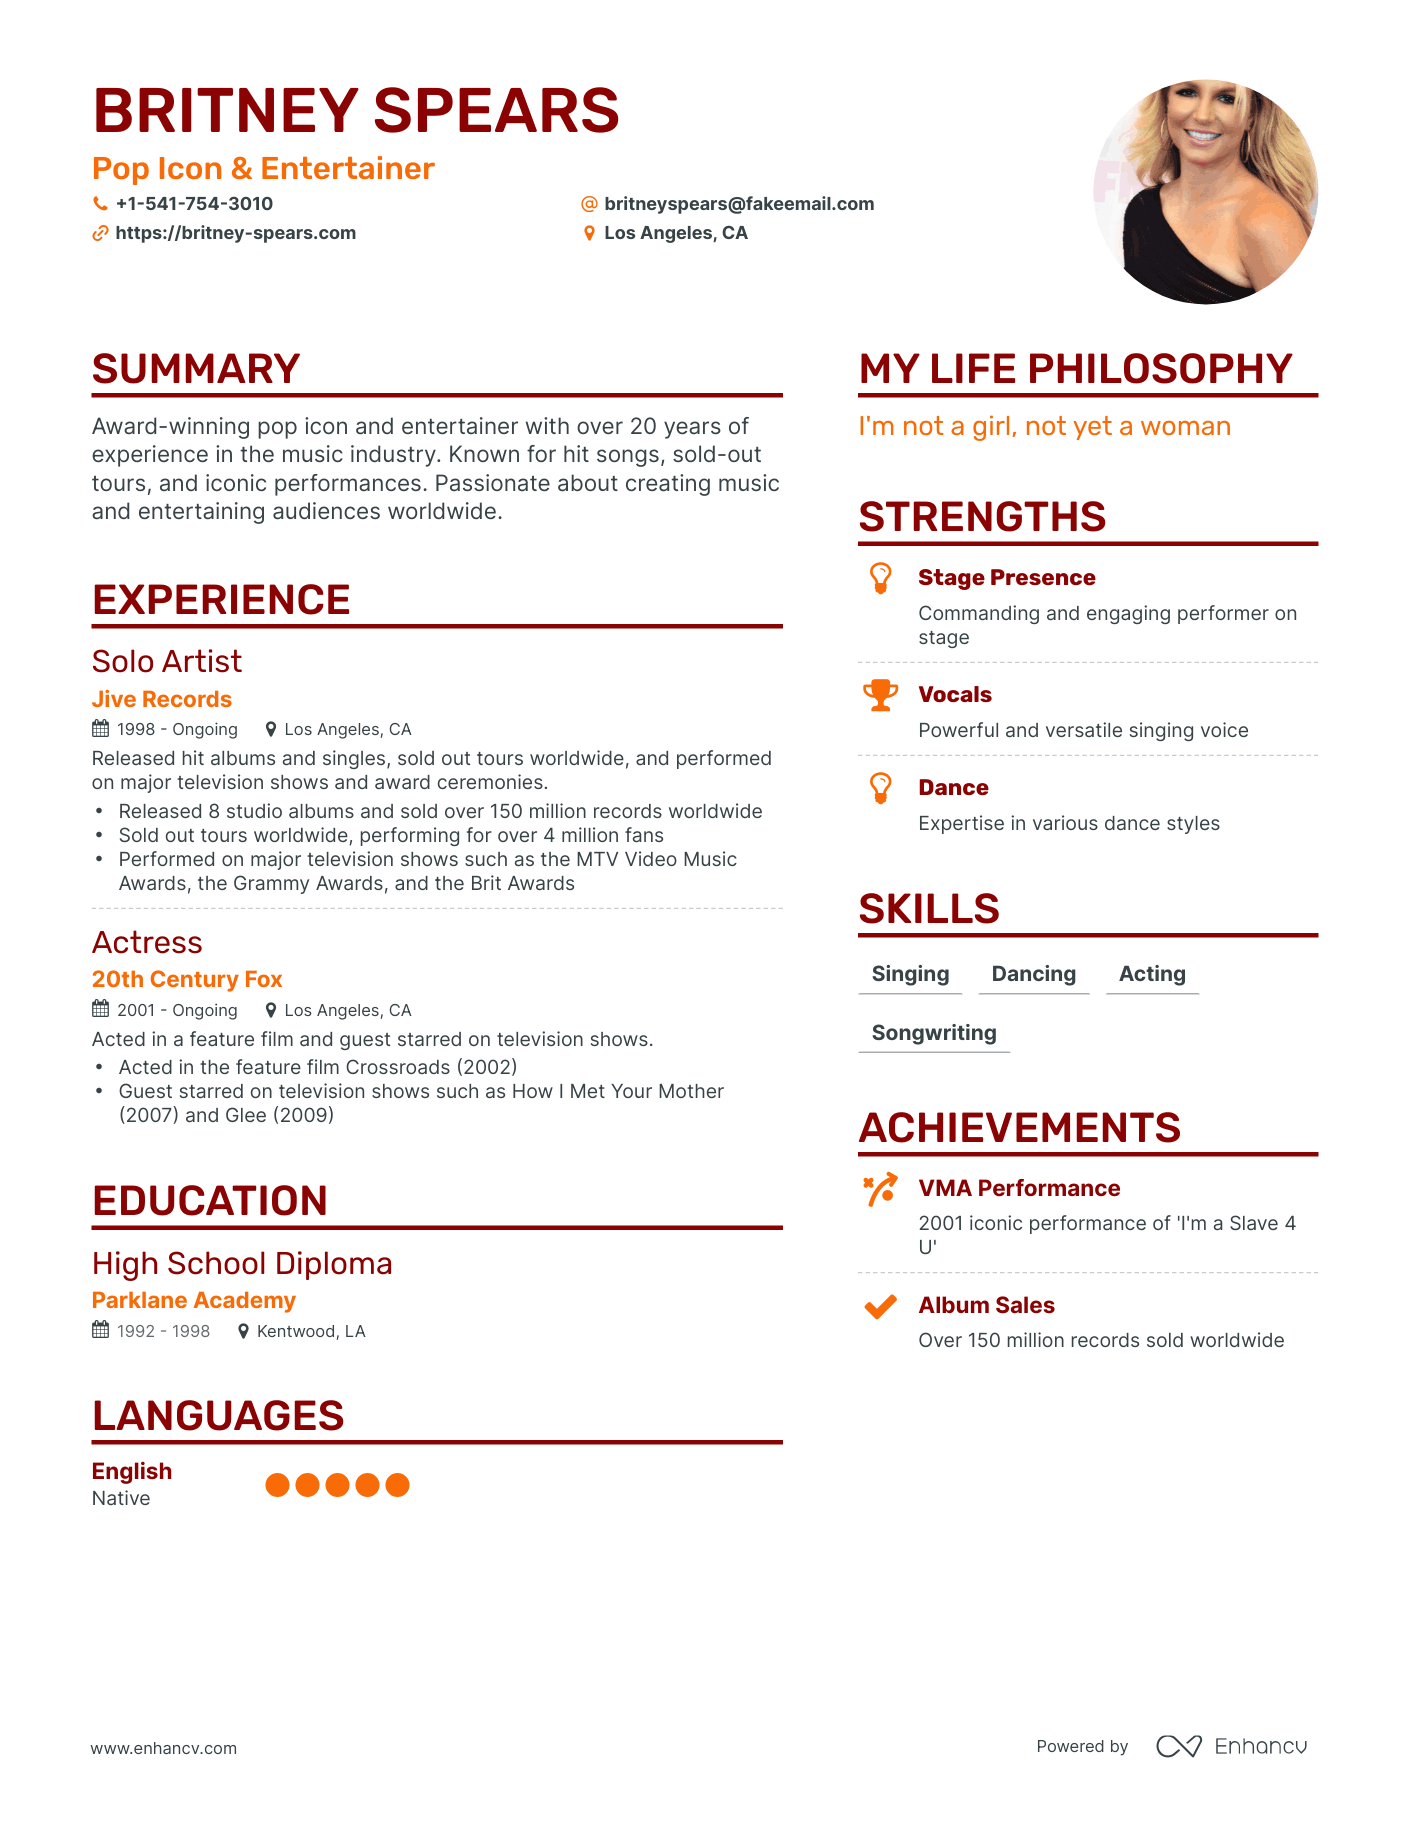 BRITNEY SPEARS
Pop Icon & Entertainer
+1-541-754-3010
britneyspears@fakeemail.com
https://britney-spears.com
Los Angeles, CA
SUMMARY
Award-winning pop icon and entertainer with over 20 years of
experience in the music industry. Known for hit songs, sold-out
tours, and iconic performances. Passionate about creating music
and entertaining audiences worldwide.
EXPERIENCE
Solo Artist
Jive Records
1998 - Ongoing Los Angeles, CA
Released hit albums and singles, sold out tours worldwide, and performed
on major television shows and award ceremonies.
• Released 8 studio albums and sold over 150 million records worldwide
• Sold out tours worldwide, performing for over 4 million fans
• Performed on major television shows such as the MTV Video Music
Awards, the Grammy Awards, and the Brit Awards
Actress
20th Century Fox
2001 - Ongoing Los Angeles, CA
Acted in a feature film and guest starred on television shows.
• Acted in the feature film Crossroads (2002)
• Guest starred on television shows such as How I Met Your Mother
(2007) and Glee (2009)
EDUCATION
High School Diploma
Parklane Academy
1992 - 1998 Kentwood, LA
LANGUAGES
English
Native
MY LIFE PHILOSOPHY
I'm not a girl, not yet a woman
STRENGTHS
Stage Presence
Commanding and engaging performer on
stage
Vocals
Powerful and versatile singing voice
Dance
Expertise in various dance styles
SKILLS
Singing Dancing Acting
Songwriting
ACHIEVEMENTS
VMA Performance
2001 iconic performance of 'I'm a Slave 4
U'
Album Sales
Over 150 million records sold worldwide
www.enhancv.com
Powered by Enhancv